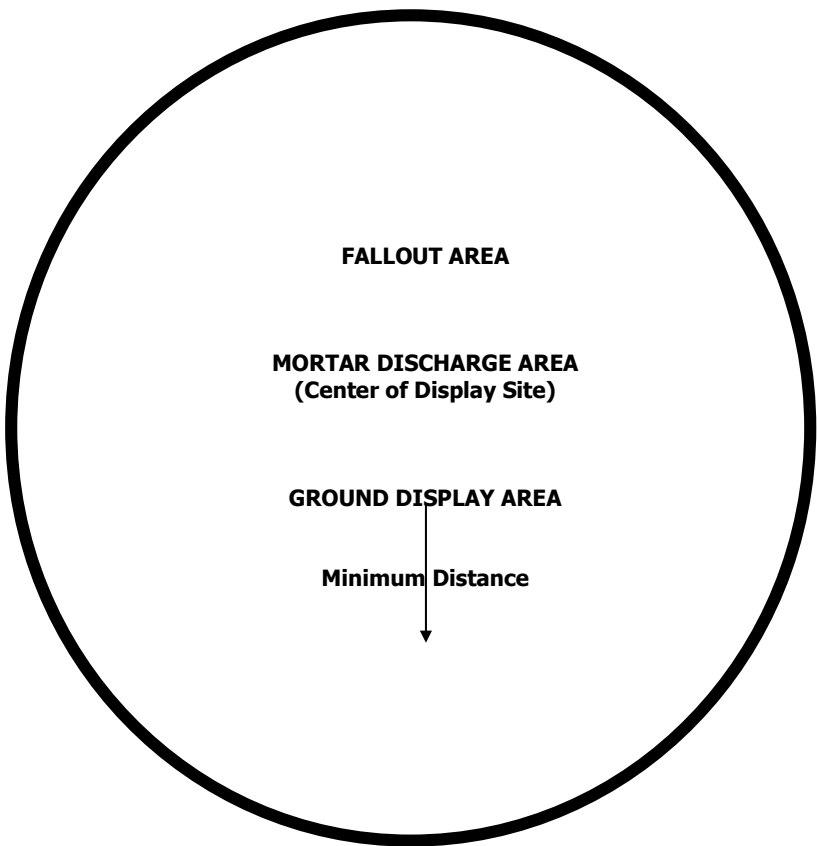 FALLOUT AREA
MORTAR DISCHARGE AREA
(Center of Display Site)
GROUND DISPLAY AREA
Minimum Distance